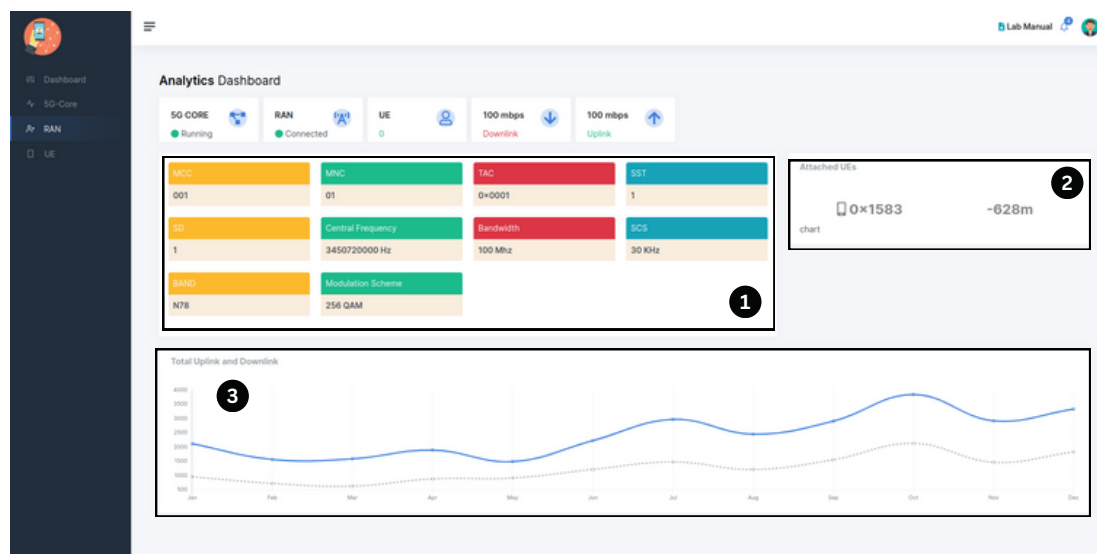 Lab Manual 4
Dashboard
5G-Core
RAN
UE
Analytics Dashboard
5G CORE
Running
RAN
Connected
UE
0
100 mbps
Downlink
100 mbps
Uplink
MCC MNC TAC SST
001 01 0×0001 1
SD Central Frequency Bandwidth SCS
1 3450720000 Hz 100 Mhz 30 KHz
BAND Modulation Scheme
N78 256 QAM
1
Attached UEs
2
0×1583 -628m
chart
Total Uplink and Downlink
3
4000
3500
3000
2500
2000
1500
1000
500
Jan Feb Mar Apr May Jun Jul Aug Sep Oct Nov Dec